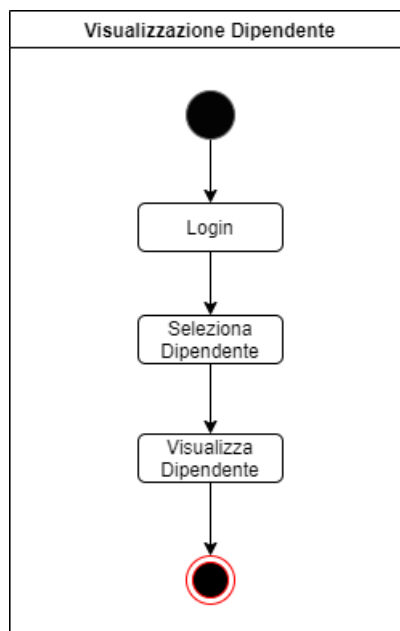 Visualizzazione Dipendente
Login
Seleziona
Dipendente
Visualizza
Dipendente